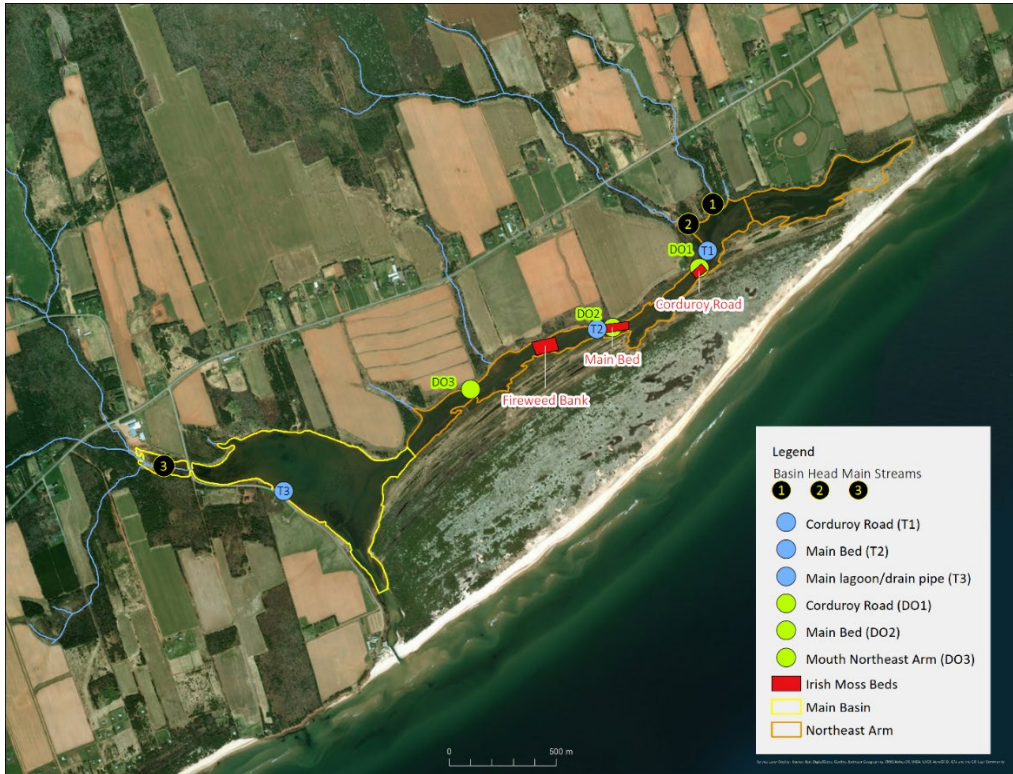 1
2
DO1
T1
Corduroy Road
DO2
T2
Main Bed
DO3
Fireweed Bank
3
T3
Legend
Basin Head Main Streams
1 2 3
Corduroy Road (T1)
Main Bed (T2)
Main lagoon/drain pipe (T3)
Corduroy Road (DO1)
Main Bed (DO2)
Mouth Northeast Arm (DO3)
Irish Moss Beds
Main Basin
Northeast Arm
0 500 m